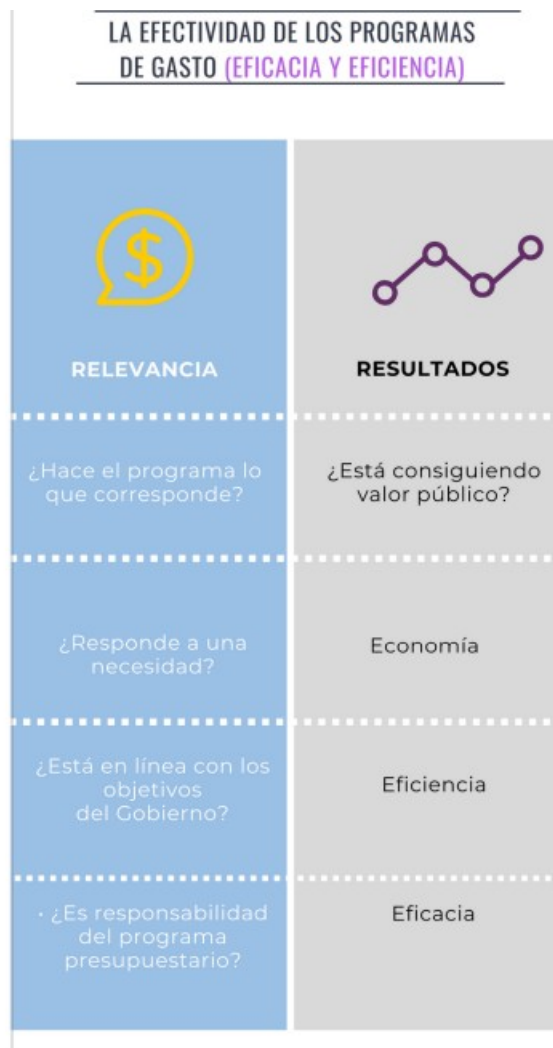 LA EFECTIVIDAD DE LOS PROGRAMAS
DE GASTO (EFICACIA Y EFICIENCIA)
RELEVANCIA
¿Hace el programa lo
que corresponde?
¿Responde a una
necesidad?
¿Está en línea con los
objetivos
del Gobierno?
· ¿Es responsabilidad
del programa
presupuestario?
RESULTADOS
¿Está consiguiendo
valor público?
Economía
Eficiencia
Eficacia